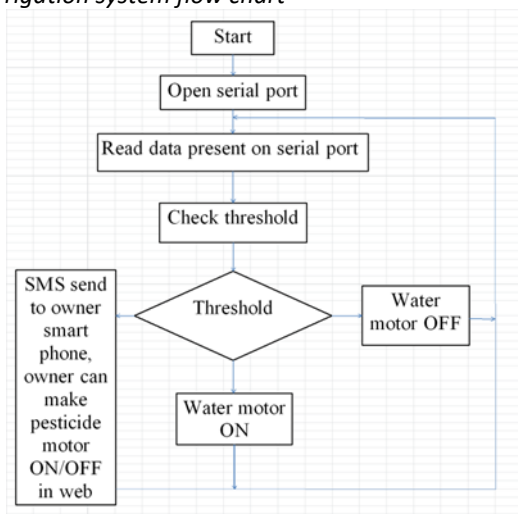 rigation system flow chart
Start
Open serial port
Read data present on serial port
Check threshold
Threshold
SMS send
to owner
smart
phone,
owner can
make
pesticide
motor
ON/OFF
in web
Water
motor OFF
Water motor
ON